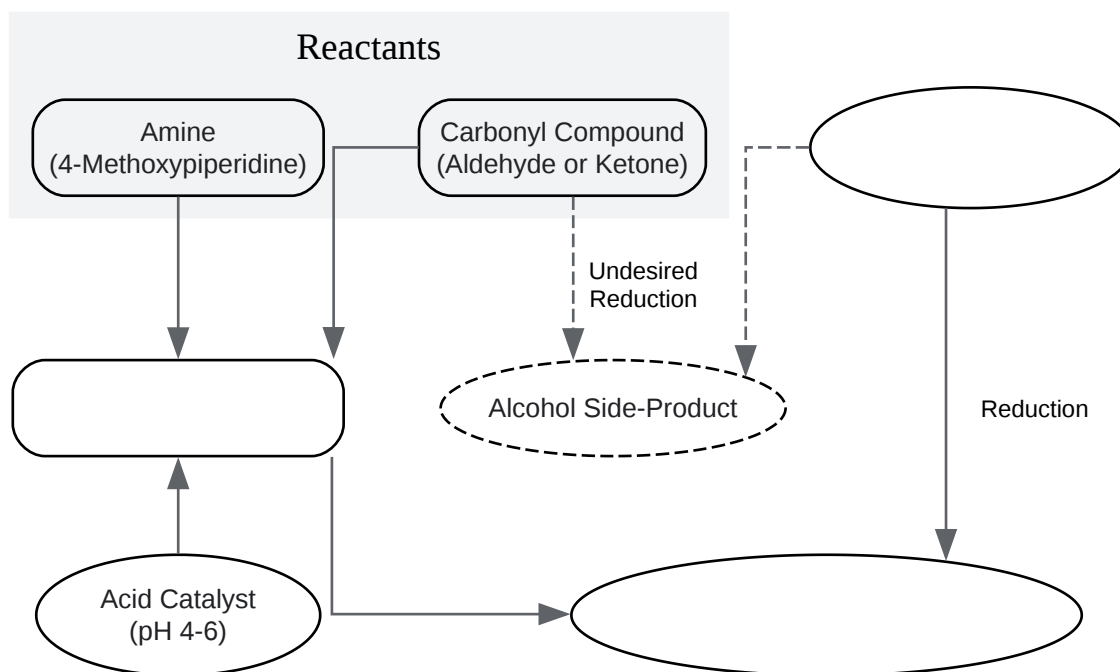 Reactants
Amine
(4-Methoxypiperidine)
Carbonyl Compound
(Aldehyde or Ketone)
Undesired
Reduction
Alcohol Side-Product
Reduction
Acid Catalyst
(pH 4-6)